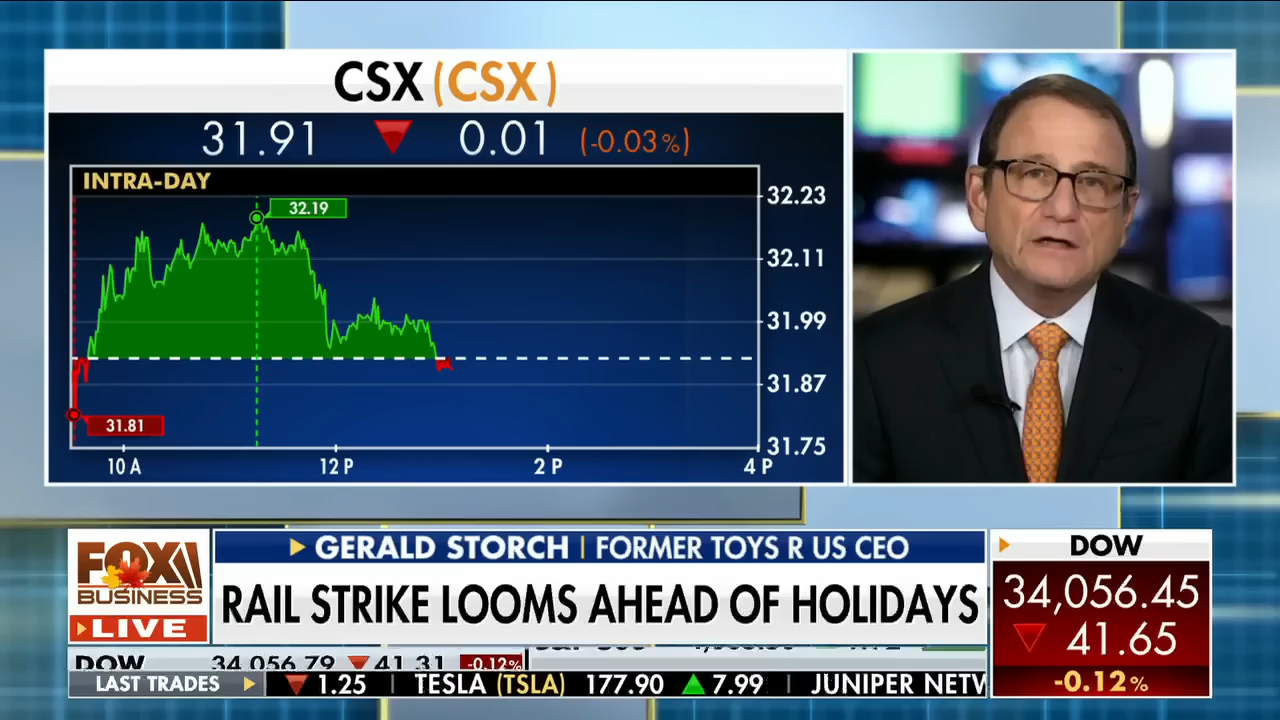 CSX (CSX)
31.91 0.01 (-0.03%)
INTRA-DAY
32.19
31.81
32.23
32.11
31.99
31.87
31.75
10 A 12 P 2 P 4 P
GERALD STORCH | FORMER TOYS R US CEO
RAIL STRIKE LOOMS AHEAD OF HOLIDAYS
FOX
BUSINESS
LIVE
DOW
34,056.45
41.65
-0.12%
DOW 34,056.79 41.31 -0.12%
LAST TRADES 1.25 | TESLA (TSLA) 177.90 7.99 | JUNIPER NETW